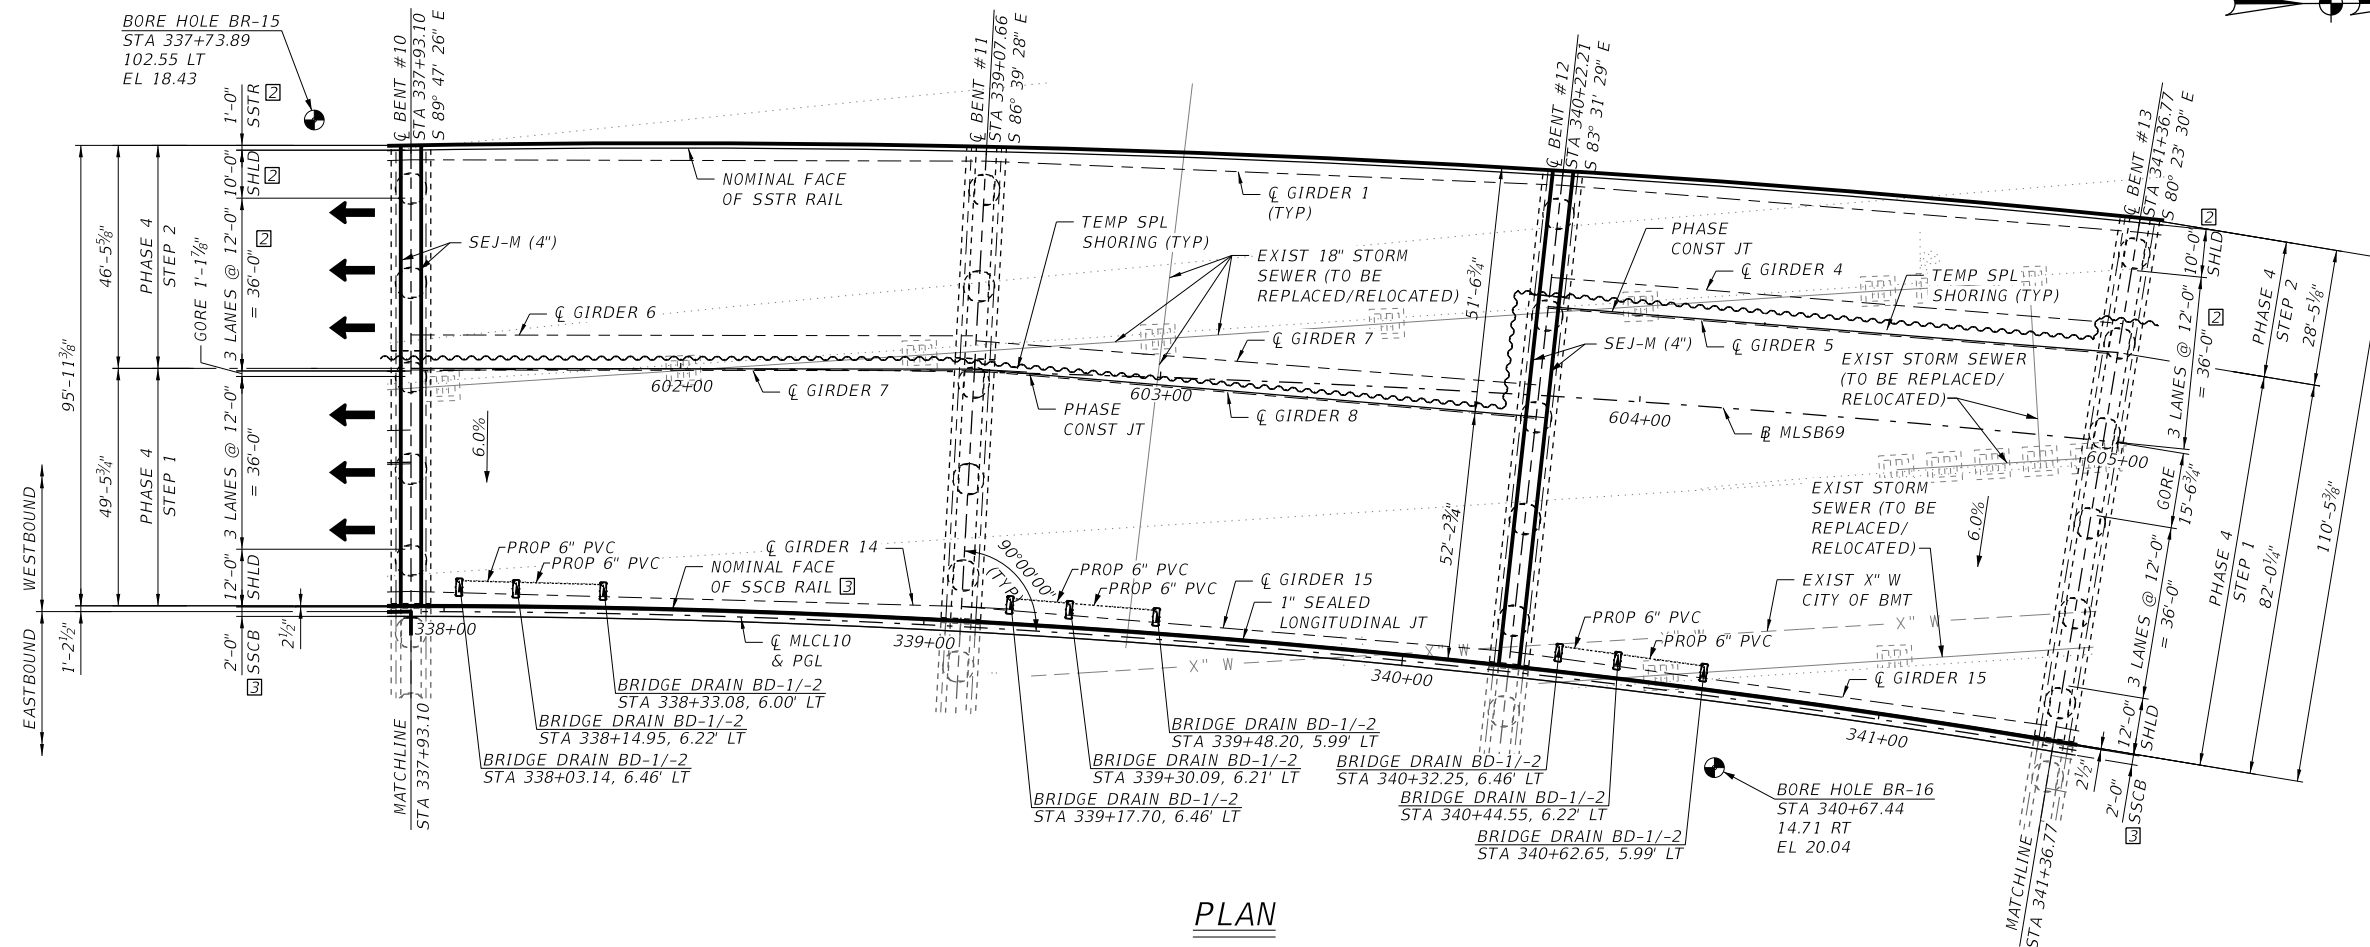 BORE HOLE BR-15
STA 337+73.89
102.55 LT
EL 18.43
℄ BENT #10
STA 337+93.10
S 89° 47' 26" E
℄ BENT #11
STA 339+07.66
S 86° 39' 28" E
℄ BENT #12
STA 340+22.21
S 83° 31' 29" E
℄ BENT #13
STA 341+36.77
S 80° 23' 30" E
1'-0"
SSTR 2
10'-0"
SHLD 2
3 LANES @ 12'-0"
= 36'-0" 2
GORE 1'-1⅞"
3 LANES @ 12'-0"
= 36'-0"
12'-0"
SHLD
2'-0"
SSCB 3
2½"
46'-5⅝"
PHASE 4
STEP 2
95'-11⅜"
49'-5¾"
PHASE 4
STEP 1
1'-2½"
WESTBOUND
EASTBOUND
NOMINAL FACE
OF SSTR RAIL
SEJ-M (4")
℄ GIRDER 6
TEMP SPL
SHORING (TYP)
℄ GIRDER 1
(TYP)
EXIST 18" STORM
SEWER (TO BE
REPLACED/RELOCATED)
℄ GIRDER 7
51'-6¾"
PHASE
CONST JT
℄ GIRDER 4
TEMP SPL
SHORING (TYP)
SEJ-M (4")
℄ GIRDER 5
EXIST STORM SEWER
(TO BE REPLACED/
RELOCATED)
602+00
℄ GIRDER 7
603+00
PHASE
CONST JT
℄ GIRDER 8
604+00
B̵L MLSB69
605+00
6.0%
52'-2¾"
6.0%
EXIST STORM
SEWER (TO BE
REPLACED/
RELOCATED)
PROP 6" PVC
PROP 6" PVC
℄ GIRDER 14
NOMINAL FACE
OF SSCB RAIL 3
90°00'00"
(TYP)
PROP 6" PVC
PROP 6" PVC
℄ GIRDER 15
1" SEALED
LONGITUDINAL JT
EXIST X" W
CITY OF BMT
PROP 6" PVC
PROP 6" PVC
X" W
X" W
X" W
338+00
339+00
340+00
341+00
℄ MLCL10
& PGL
℄ GIRDER 15
BRIDGE DRAIN BD-1/-2
STA 338+33.08, 6.00' LT
BRIDGE DRAIN BD-1/-2
STA 338+14.95, 6.22' LT
BRIDGE DRAIN BD-1/-2
STA 338+03.14, 6.46' LT
BRIDGE DRAIN BD-1/-2
STA 339+48.20, 5.99' LT
BRIDGE DRAIN BD-1/-2
STA 339+30.09, 6.21' LT
BRIDGE DRAIN BD-1/-2
STA 339+17.70, 6.46' LT
BRIDGE DRAIN BD-1/-2
STA 340+32.25, 6.46' LT
BRIDGE DRAIN BD-1/-2
STA 340+44.55, 6.22' LT
BRIDGE DRAIN BD-1/-2
STA 340+62.65, 5.99' LT
BORE HOLE BR-16
STA 340+67.44
14.71 RT
EL 20.04
MATCHLINE
STA 337+93.10
MATCHLINE
STA 341+36.77
2
10'-0"
SHLD
3 LANES @ 12'-0"
= 36'-0" 2
GORE
15'-6¾"
3 LANES @ 12'-0"
= 36'-0"
12'-0"
SHLD
2½"
2'-0"
SSCB
3
PHASE 4
STEP 2
28'-5⅛"
PHASE 4
STEP 1
82'-0¼"
110'-5⅜"
PLAN